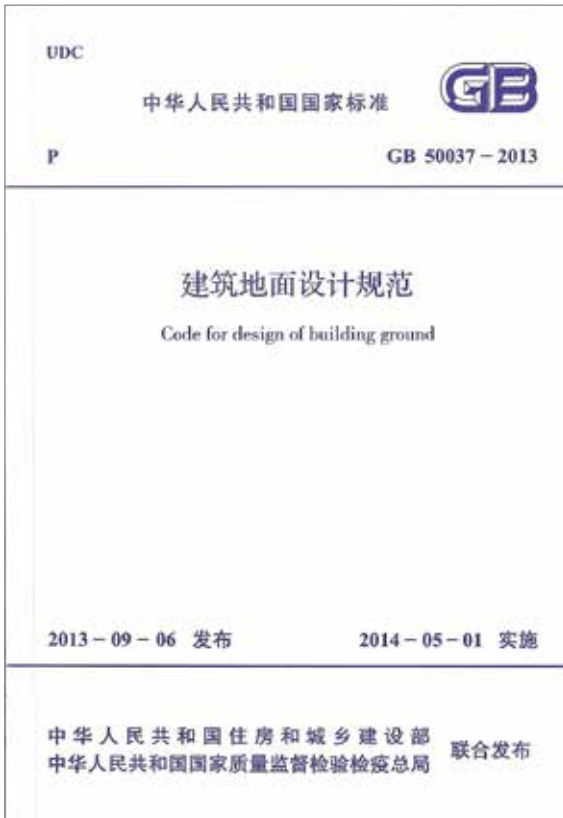 UDC
GB
中华人民共和国国家标准
P GB 50037-2013
建筑地面设计规范
Code for design of building ground
2013-09-06 发布 2014-05-01 实施
中华人民共和国住房和城乡建设部
中华人民共和国国家质量监督检验检疫总局
联合发布